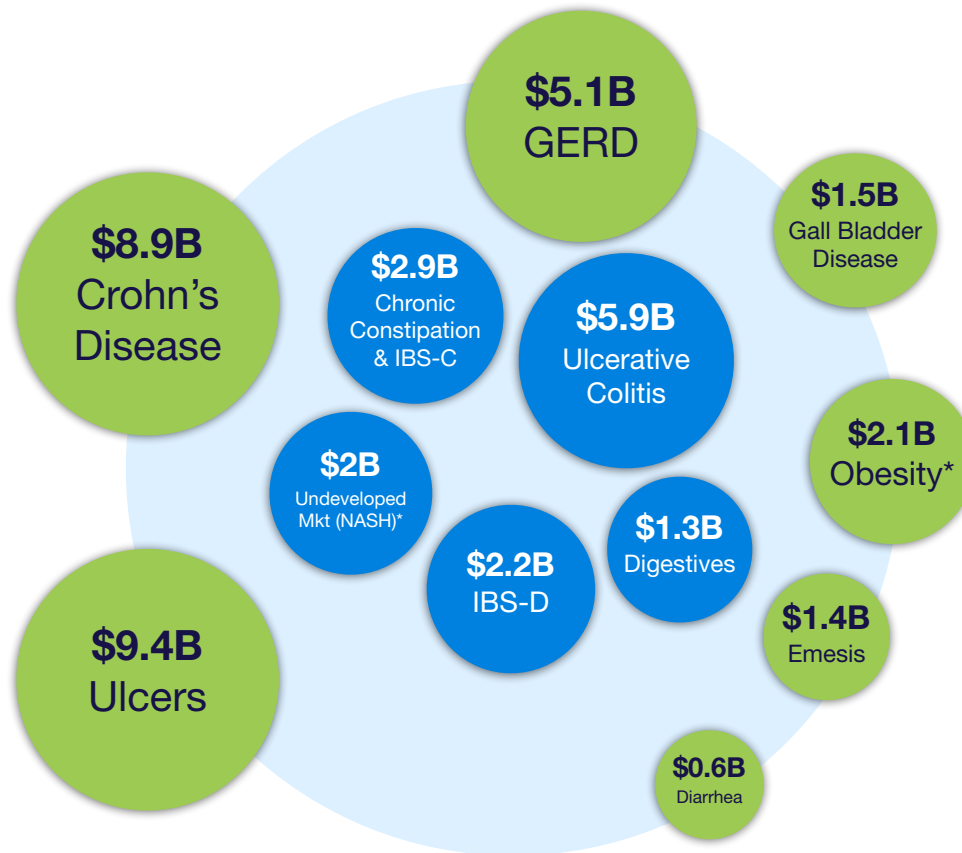 $5.1B
GERD
$1.5B
Gall Bladder
Disease
$8.9B
Crohn’s
Disease
$2.9B
Chronic
Constipation
& IBS-C
$5.9B
Ulcerative
Colitis
$2.1B
Obesity*
$2B
Undeveloped
Mkt (NASH)*
$1.3B
Digestives
$2.2B
IBS-D
$1.4B
Emesis
$9.4B
Ulcers
$0.6B
Diarrhea